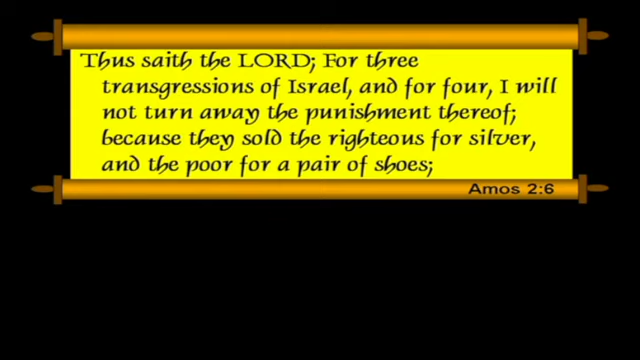 Thus saith the LORD; For three
transgressions of Israel, and for four, I will
not turn away the punishment thereof;
because they sold the righteous for silver,
and the poor for a pair of shoes;
Amos 2:6